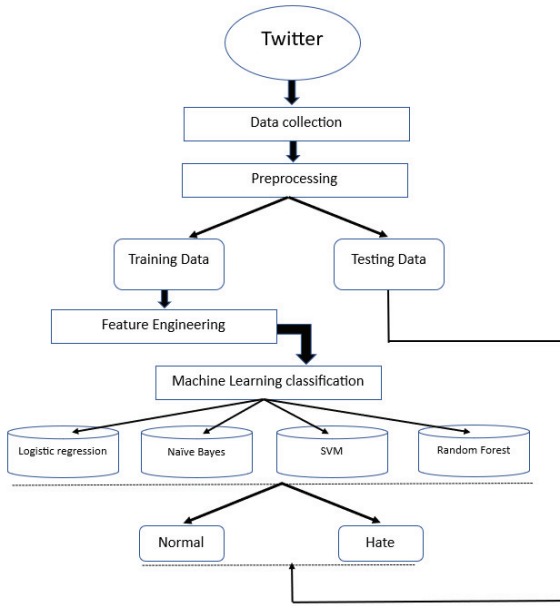 Twitter
Data collection
Preprocessing
Training Data
Testing Data
Feature Engineering
Machine Learning classification
Logistic regression
Naïve Bayes
SVM
Random Forest
Normal
Hate